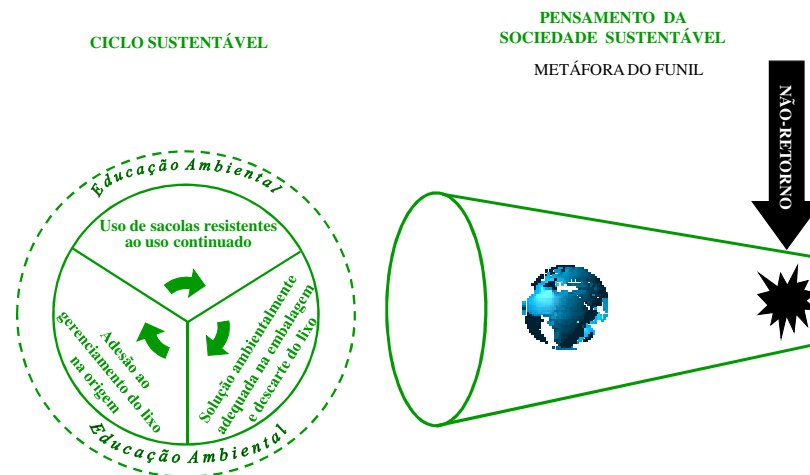 CICLO SUSTENTÁVEL
Educação Ambiental
Uso de sacolas resistentes
ao uso continuado
Solução ambientalmente
adequada na embalagem
e descarte do lixo
Adesão ao
gerenciamento do lixo
na origem
Educação Ambiental
PENSAMENTO DA
SOCIEDADE SUSTENTÁVEL
METÁFORA DO FUNIL
NÃO-RETORNO